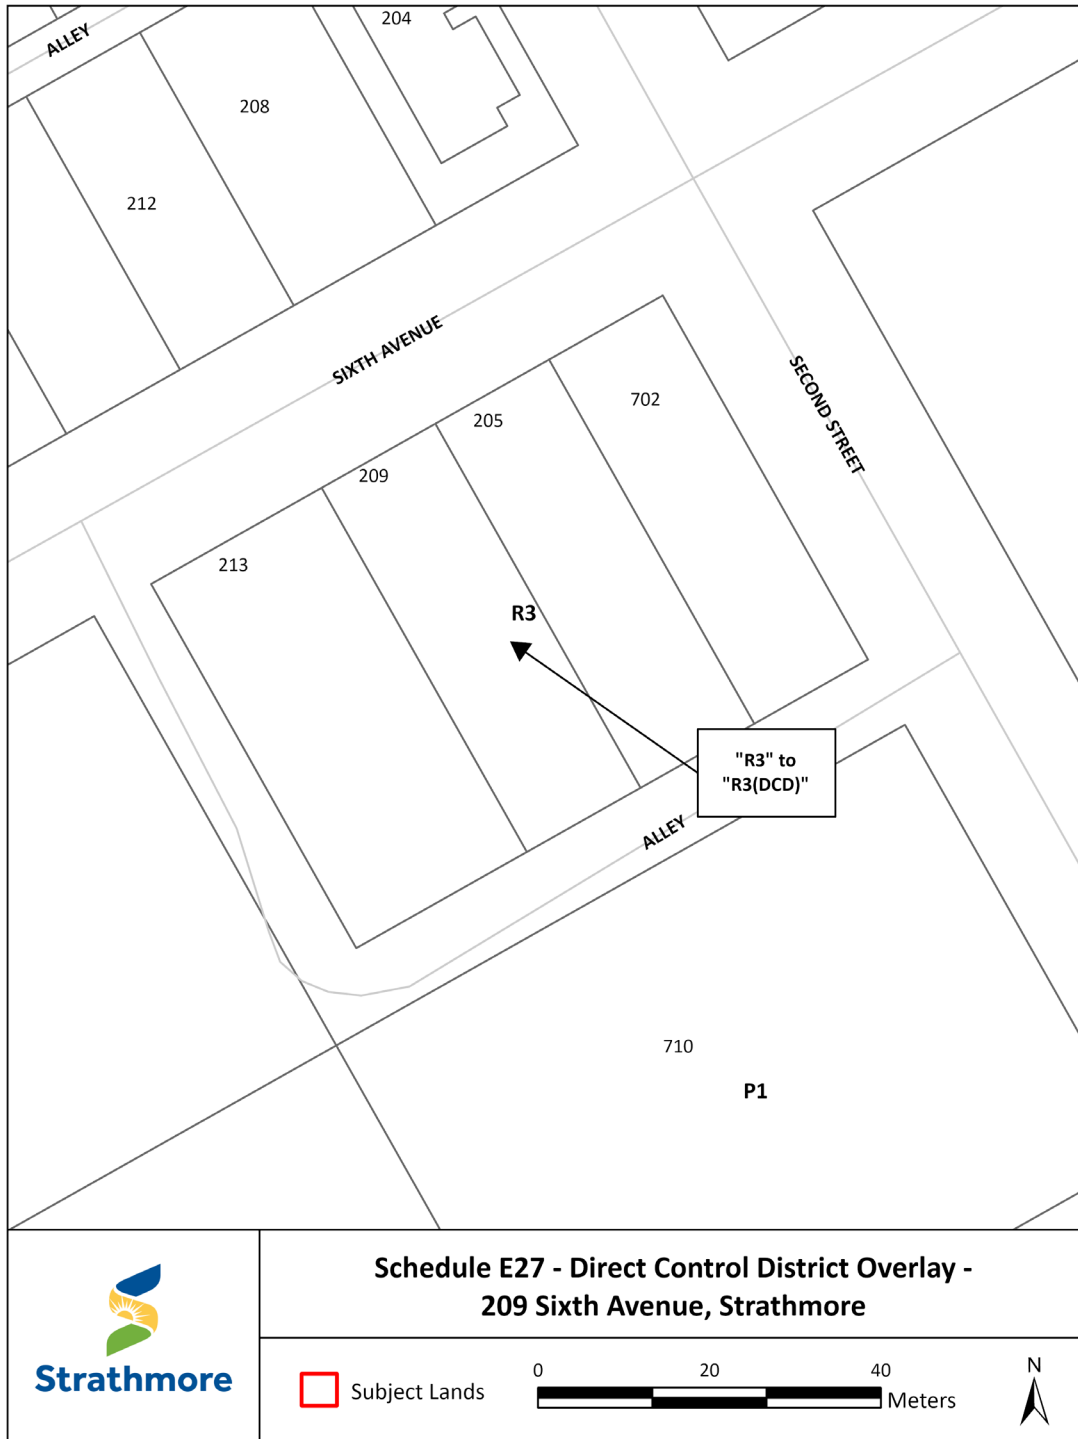 204
ALLEY
208
212
SIXTH AVENUE
SECOND STREET
702
205
209
213
R3
"R3" to
"R3(DCD)"
ALLEY
710
P1
Schedule E27 - Direct Control District Overlay -
209 Sixth Avenue, Strathmore
Strathmore
Subject Lands
0 20 40
Meters
N